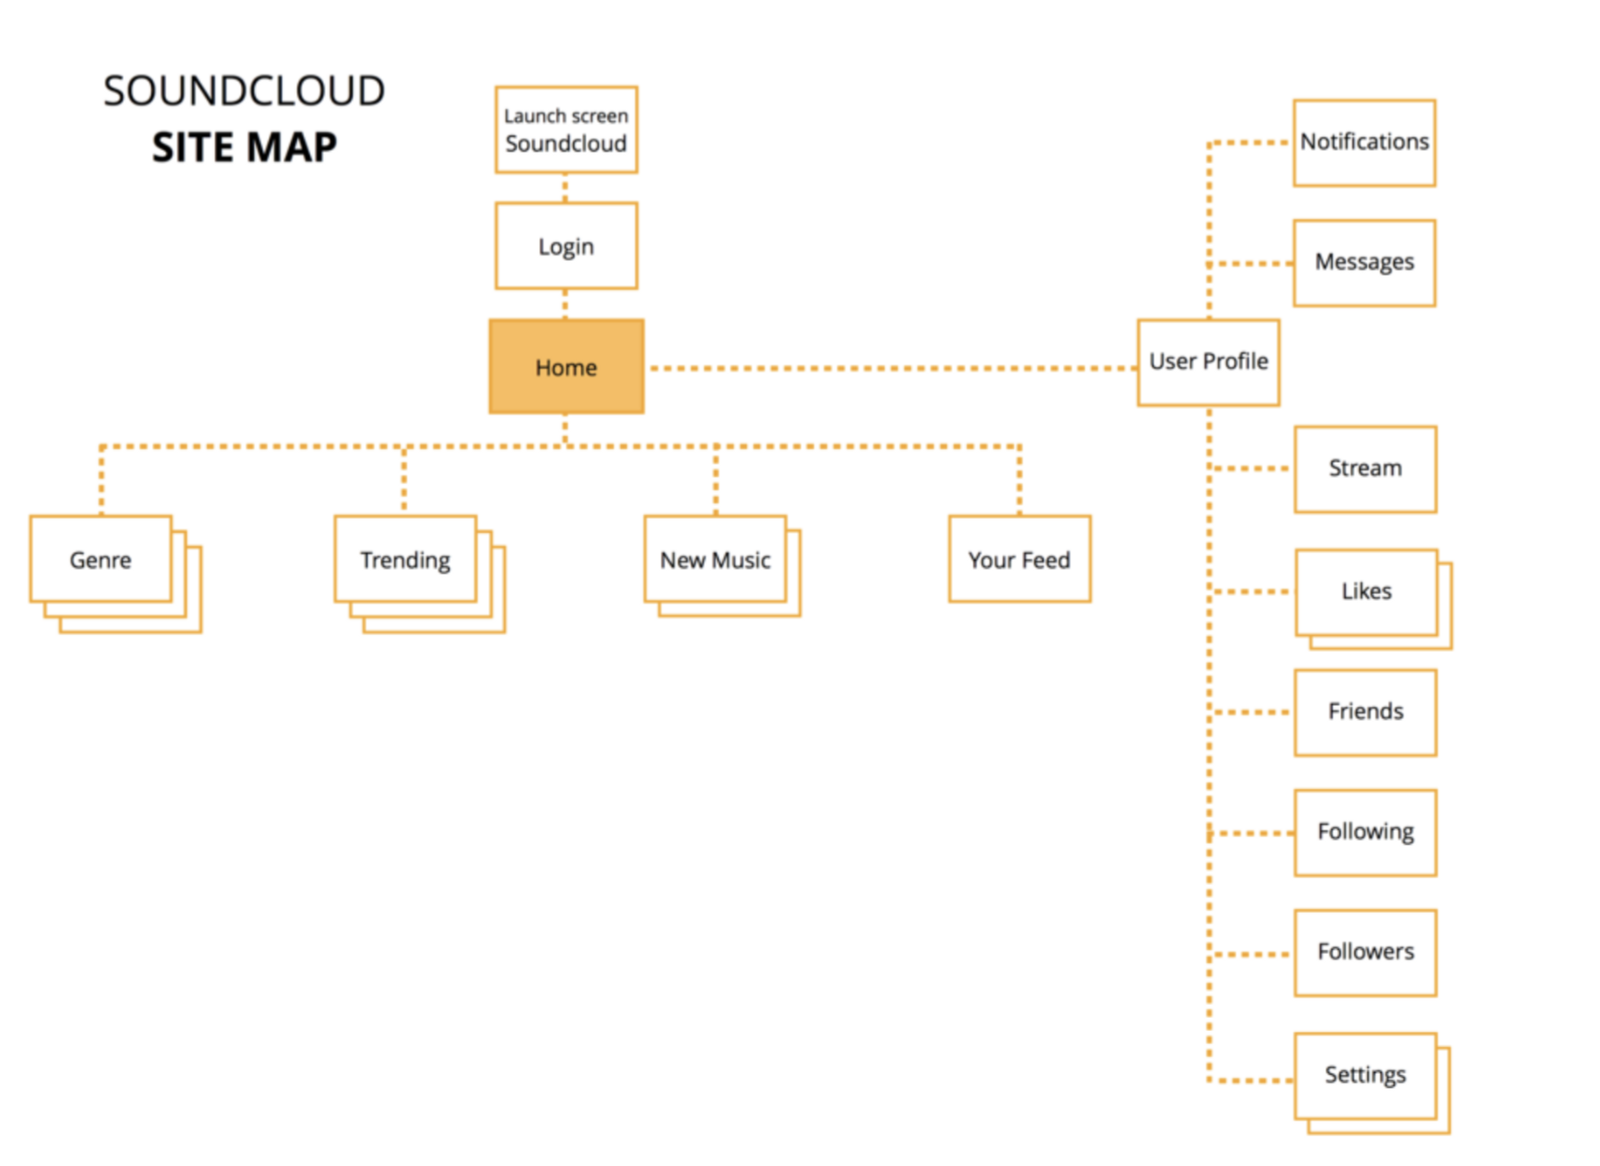 SOUNDCLOUD
SITE MAP
Launch screen
Soundcloud
Login
Home
Genre
Trending
New Music
Your Feed
User Profile
Notifications
Messages
Stream
Likes
Friends
Following
Followers
Settings